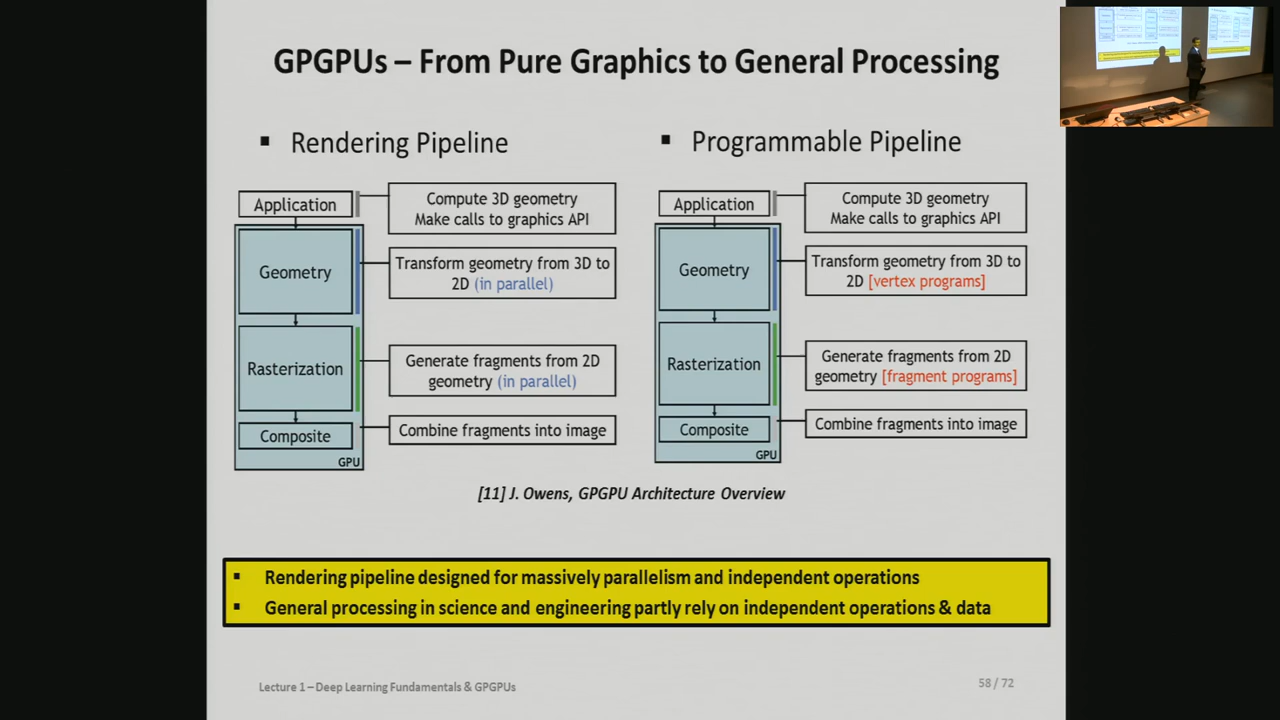 GPGPUs – From Pure Graphics to General Processing
▪ Rendering Pipeline
Application
Compute 3D geometry
Make calls to graphics API
Geometry
Transform geometry from 3D to
2D (in parallel)
Rasterization
Generate fragments from 2D
geometry (in parallel)
Composite
Combine fragments into image
GPU
▪ Programmable Pipeline
Application
Compute 3D geometry
Make calls to graphics API
Geometry
Transform geometry from 3D to
2D [vertex programs]
Rasterization
Generate fragments from 2D
geometry [fragment programs]
Composite
Combine fragments into image
GPU
[11] J. Owens, GPGPU Architecture Overview
▪ Rendering pipeline designed for massively parallelism and independent operations
▪ General processing in science and engineering partly rely on independent operations & data
Lecture 1 – Deep Learning Fundamentals & GPGPUs
58 / 72